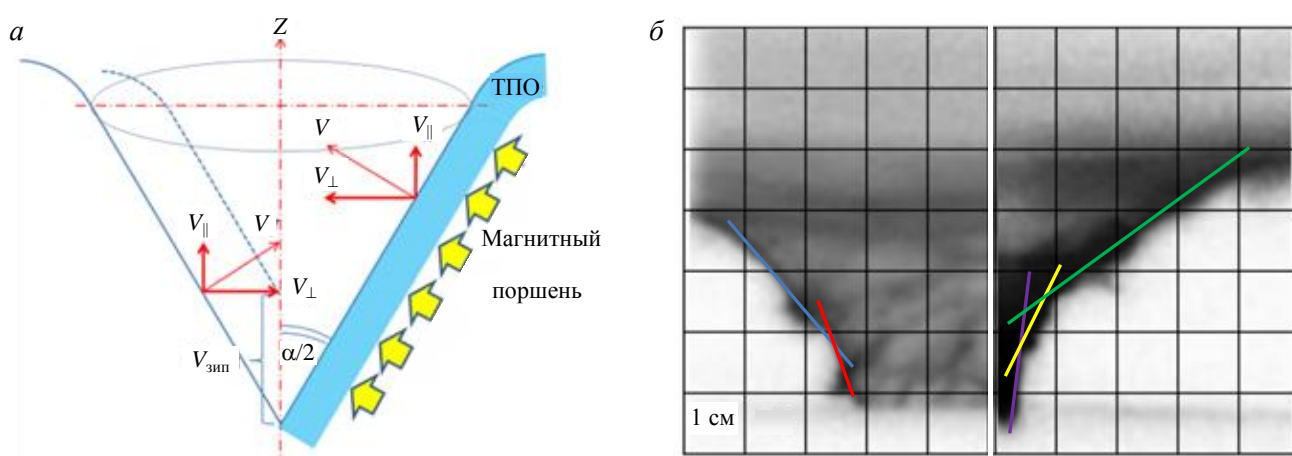 а
Z
ТПО
V
V∥
V⊥
V∥
V
V⊥
Магнитный
поршень
Vзип
α/2
б
1 см